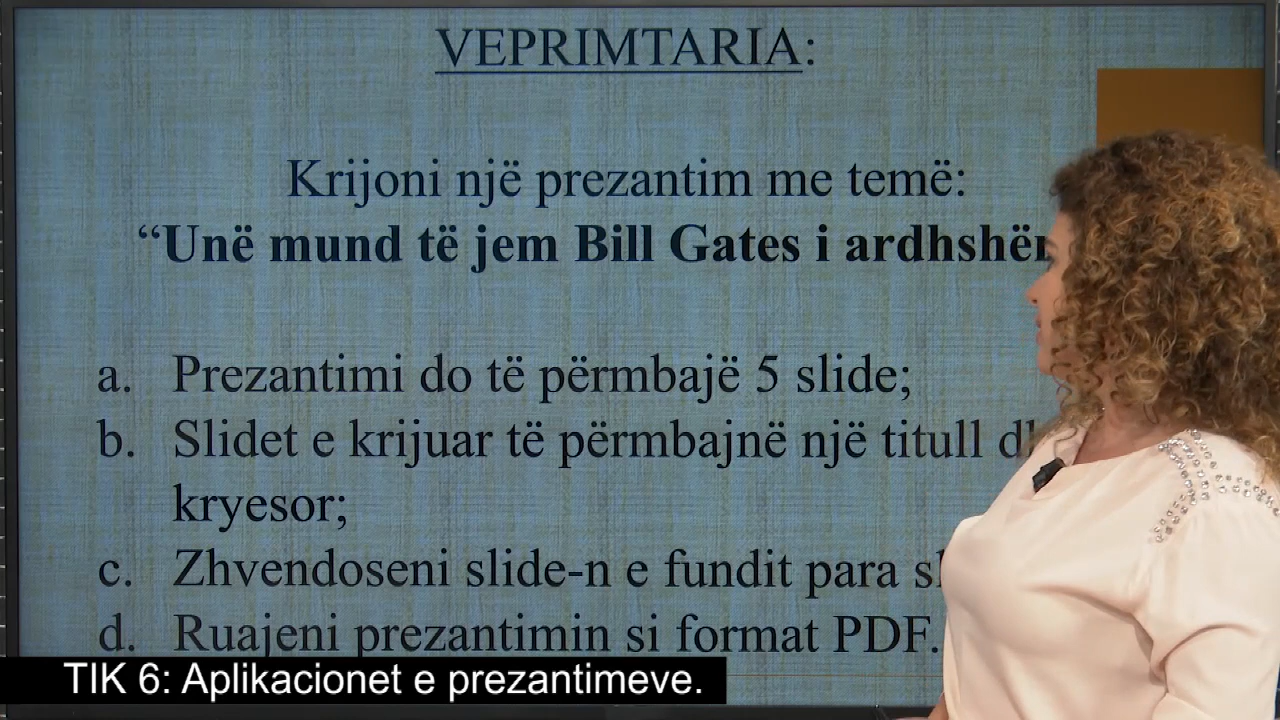 VEPRIMTARIA:
Krijoni një prezantim me temë:
“Unë mund të jem Bill Gates i
a. Prezantimi do të përmbajë 5 slide;
b. Slidet e krijuar të përmbajnë një titull
kryesor;
c. Zhvendoseni slide-n e fundit para
d. Ruajeni prezantimin si format PDF.
TIK 6: Aplikacionet e prezantimeve.